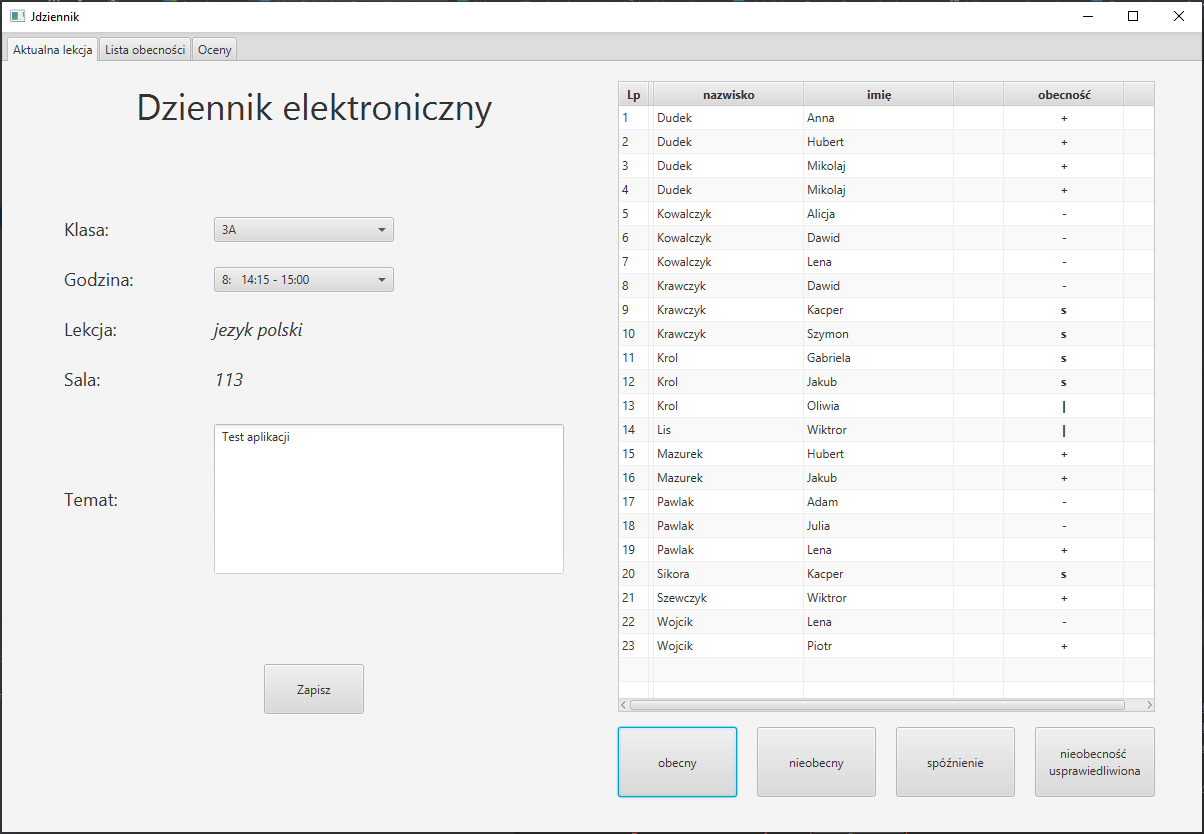 Jdziennik
Aktualna lekcja Lista obecności Oceny
Dziennik elektroniczny
Klasa: 3A
Godzina: 8: 14:15 - 15:00
Lekcja: jezyk polski
Sala: 113
Temat: Test aplikacji
Zapisz
Lp nazwisko imię obecność
1 Dudek Anna +
2 Dudek Hubert +
3 Dudek Mikolaj +
4 Dudek Mikolaj +
5 Kowalczyk Alicja -
6 Kowalczyk Dawid -
7 Kowalczyk Lena -
8 Krawczyk Dawid -
9 Krawczyk Kacper s
10 Krawczyk Szymon s
11 Krol Gabriela s
12 Krol Jakub s
13 Krol Oliwia |
14 Lis Wiktror |
15 Mazurek Hubert +
16 Mazurek Jakub +
17 Pawlak Adam -
18 Pawlak Julia -
19 Pawlak Lena +
20 Sikora Kacper s
21 Szewczyk Wiktror +
22 Wojcik Lena -
23 Wojcik Piotr +
obecny nieobecny spóźnienie nieobecność
usprawiedliwiona